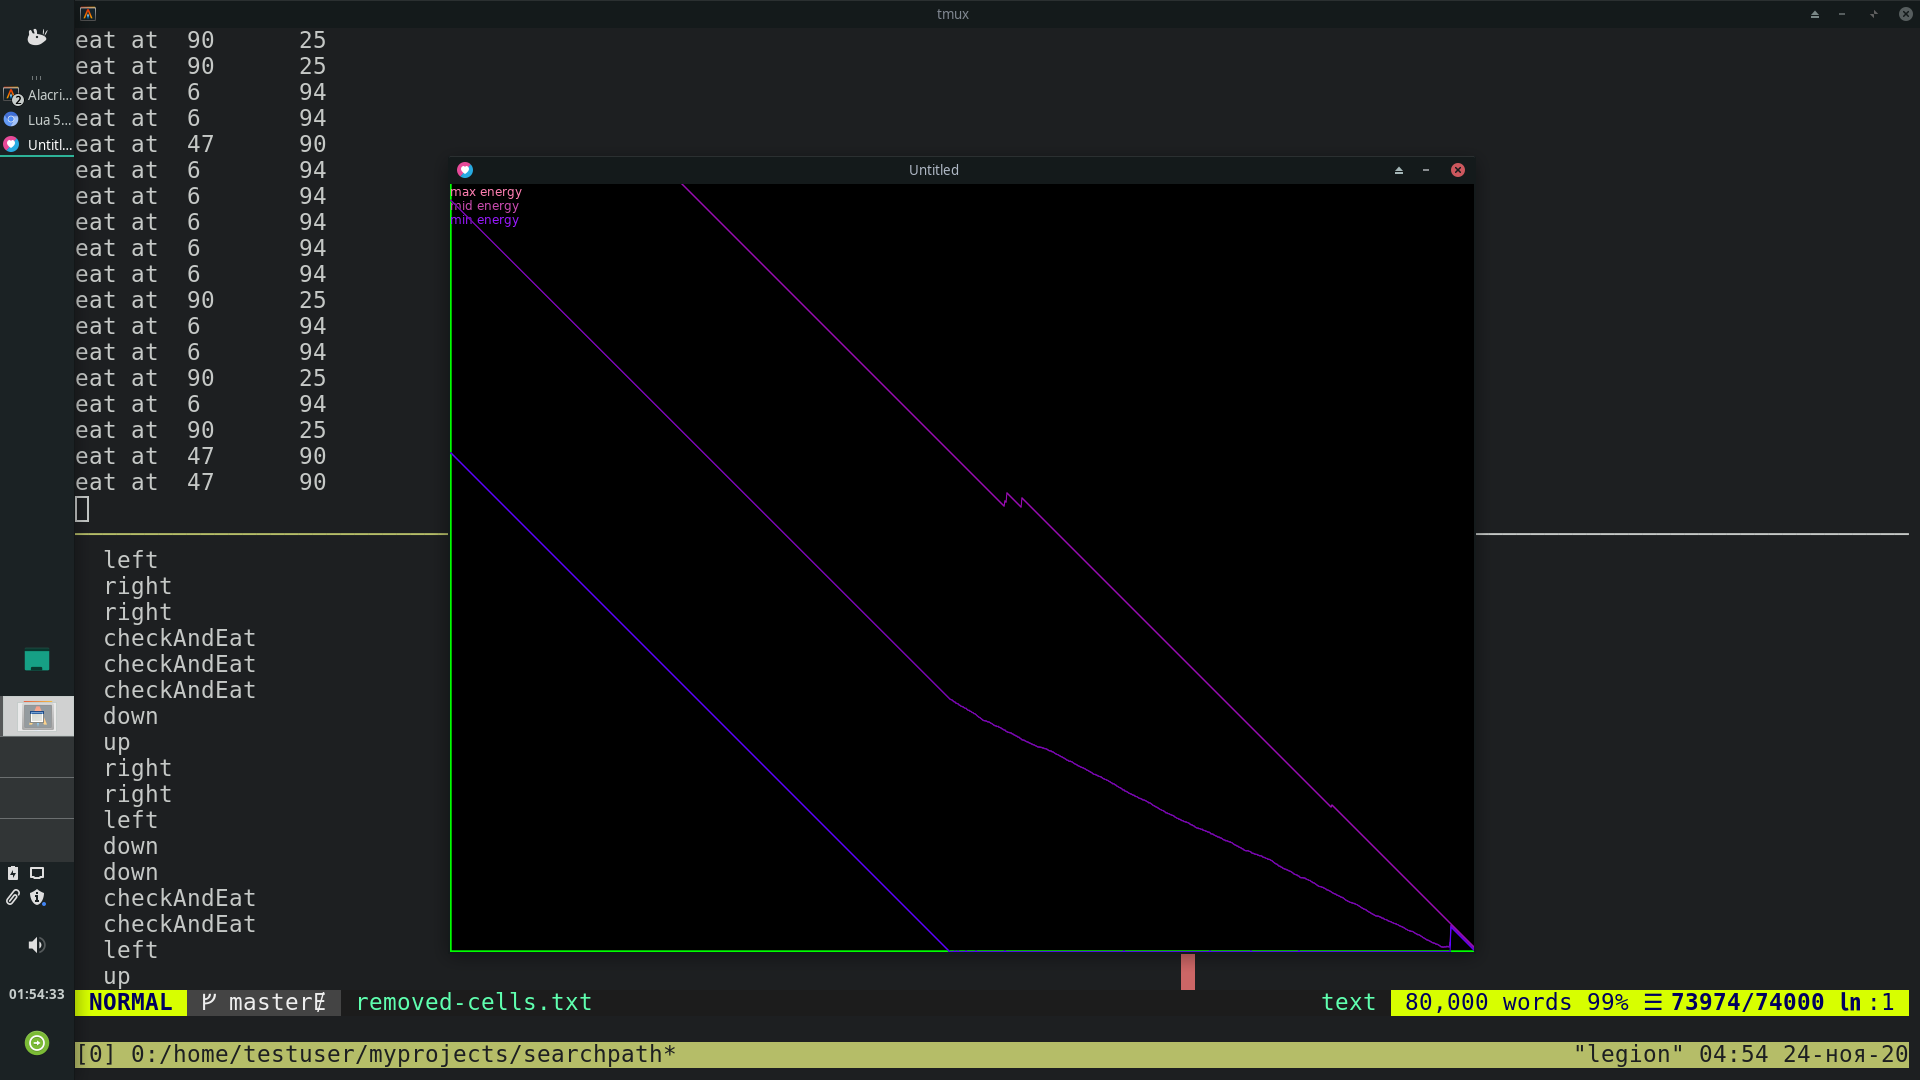 tmux
Alacri...
2
Lua 5...
Untitl...
eat at 90 25
eat at 90 25
eat at 6 94
eat at 6 94
eat at 47 90
eat at 6 94
eat at 6 94
eat at 6 94
eat at 6 94
eat at 6 94
eat at 90 25
eat at 6 94
eat at 6 94
eat at 90 25
eat at 6 94
eat at 90 25
eat at 47 90
eat at 47 90
Untitled
max energy
mid energy
min energy
left
right
right
checkAndEat
checkAndEat
checkAndEat
down
up
right
right
left
down
down
checkAndEat
checkAndEat
left
up
01:54:33
NORMAL master removed-cells.txt text 80,000 words 99% ☰ 73974/74000 ln :1
[0] 0:/home/testuser/myprojects/searchpath* "legion" 04:54 24-ноя-20